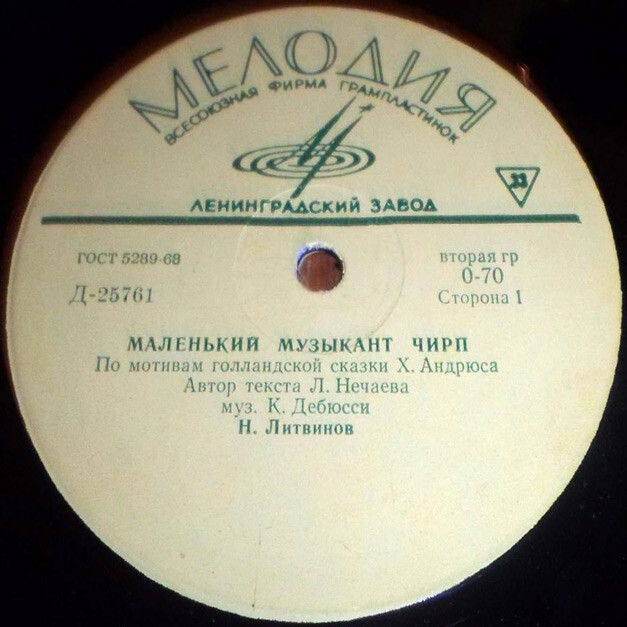 МЕЛОДИЯ
ВСЕСОЮЗНАЯ ФИРМА ГРАМПЛАСТИНОК
33
ЛЕНИНГРАДСКИЙ ЗАВОД
ГОСТ 5289-68
Д-25761
вторая гр
0-70
Сторона 1
МАЛЕНЬКИЙ МУЗЫКАНТ ЧИРП
По мотивам голландской сказки Х. Андрюса
Автор текста Л. Нечаева
муз. К. Дебюсси
Н. Литвинов